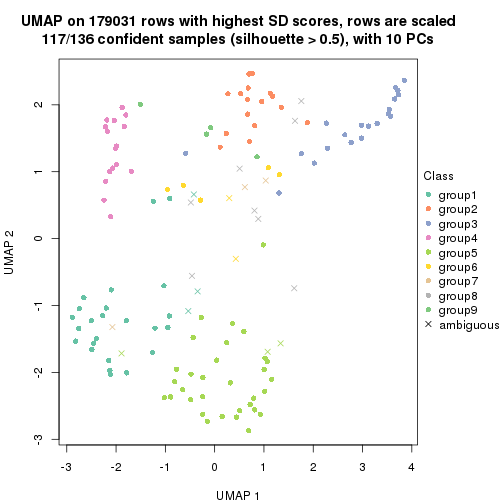 UMAP on 179031 rows with highest SD scores, rows are scaled
117/136 confident samples (silhouette > 0.5), with 10 PCs
UMAP 2
2
1
0
-1
-2
-3
-3
-2
-1
0
1
2
3
4
UMAP 1
Class
group1
group2
group3
group4
group5
group6
group7
group8
group9
ambiguous